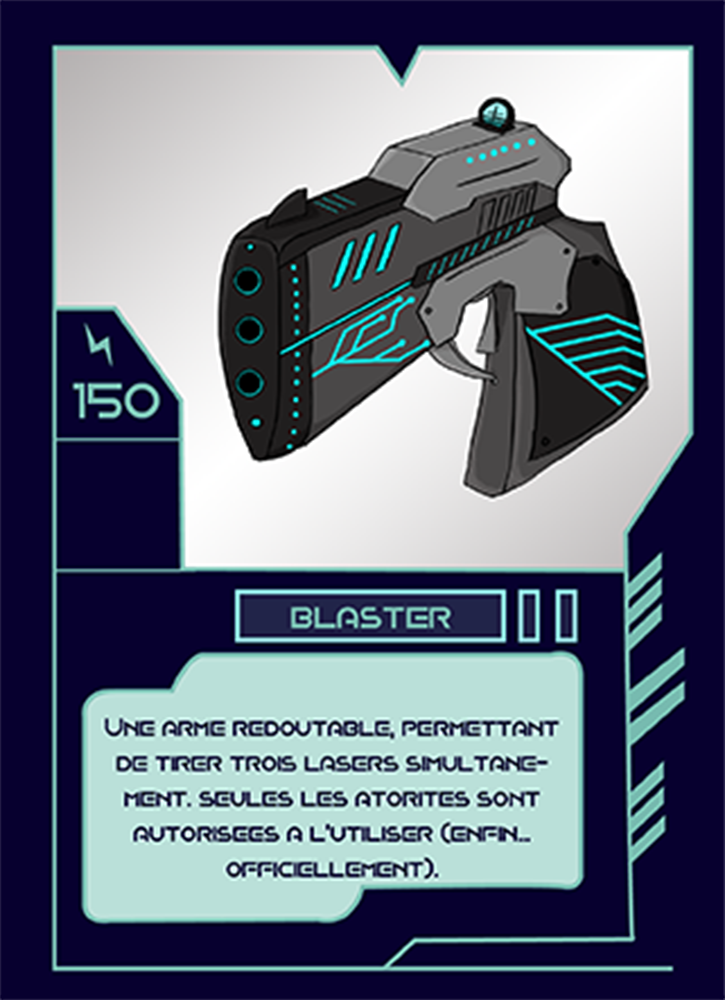 150
BLASTER
UNE ARME REDOUTABLE, PERMETTANT
DE TIRER TROIS LASERS SIMULTANE-
MENT. SEULES LES ATORITES SONT
AUTORISEES A L'UTILISER (ENFIN...
OFFICIELLEMENT).